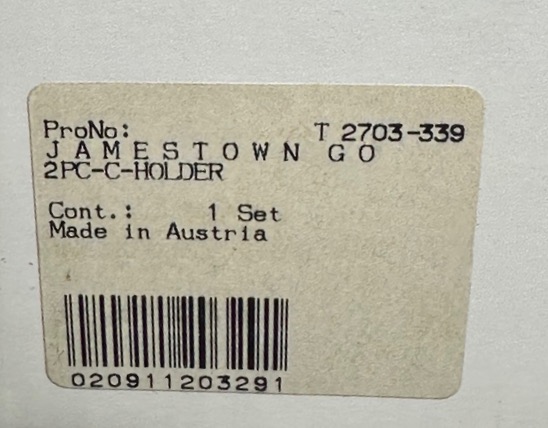 ProNo: T 2703-339
JAMESTOWN GO
2PC-C-HOLDER
Cont.: 1 Set
Made in Austria
020911203291